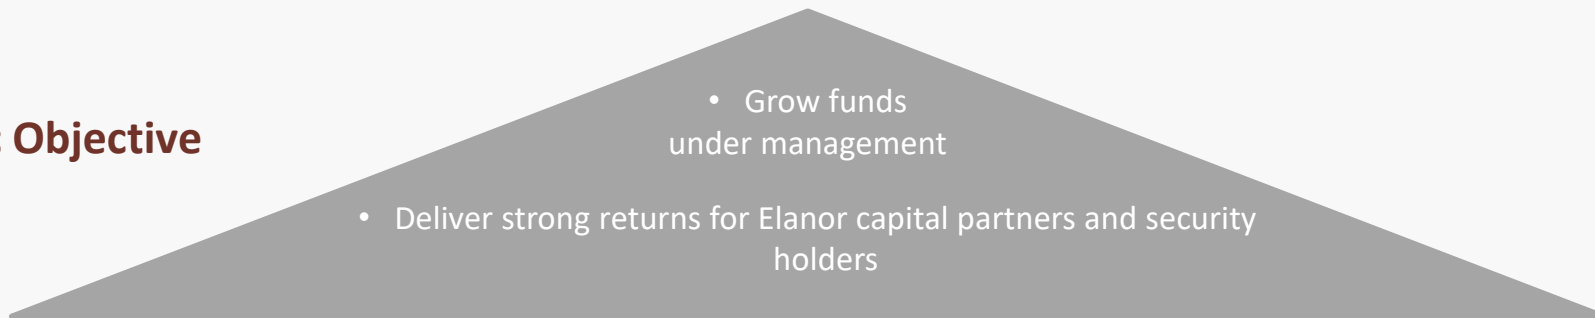 Objective
• Grow funds
under management
• Deliver strong returns for Elanor capital partners and security
holders